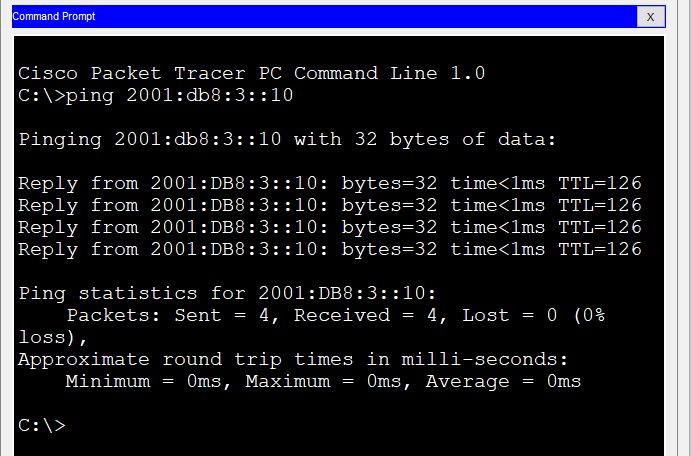 Command Prompt
X
Cisco Packet Tracer PC Command Line 1.0
C:\>ping 2001:db8:3::10
Pinging 2001:db8:3::10 with 32 bytes of data:
Reply from 2001:DB8:3::10: bytes=32 time<1ms TTL=126
Reply from 2001:DB8:3::10: bytes=32 time<1ms TTL=126
Reply from 2001:DB8:3::10: bytes=32 time<1ms TTL=126
Reply from 2001:DB8:3::10: bytes=32 time<1ms TTL=126
Ping statistics for 2001:DB8:3::10:
Packets: Sent = 4, Received = 4, Lost = 0 (0%
loss),
Approximate round trip times in milli-seconds:
Minimum = 0ms, Maximum = 0ms, Average = 0ms
C:\>